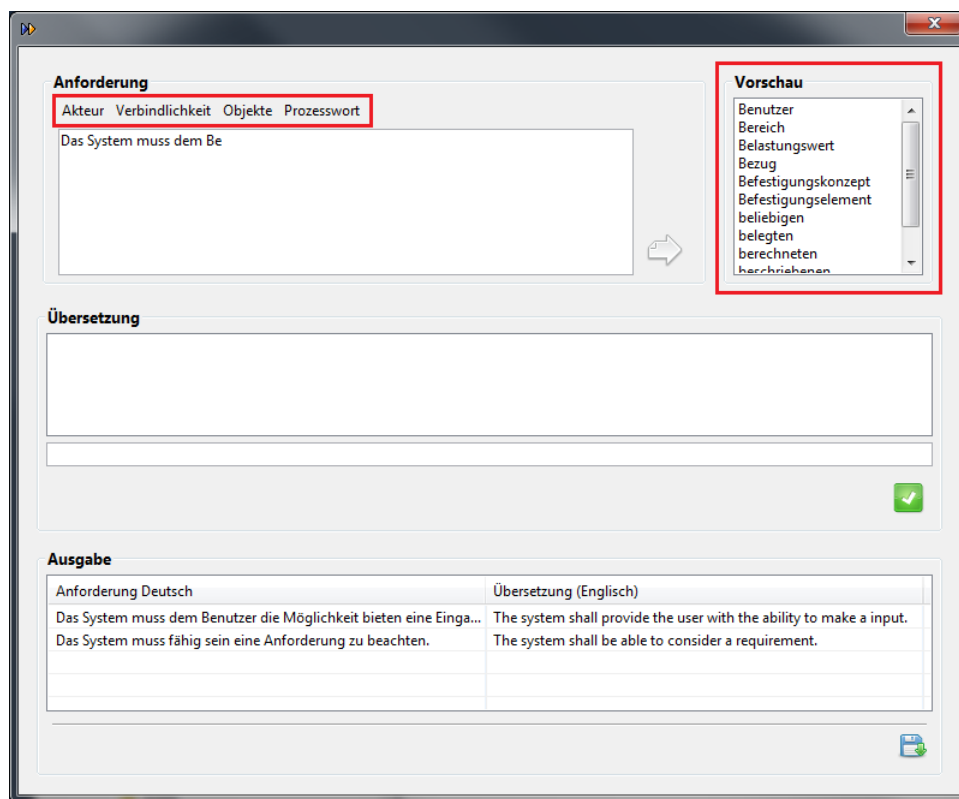 Anforderung
Akteur Verbindlichkeit Objekte Prozesswort
Das System muss dem Be
Vorschau
Benutzer
Bereich
Belastungswert
Bezug
Befestigungskonzept
Befestigungselement
beliebigen
belegten
berechneten
beschriebenen
Übersetzung
Ausgabe
Anforderung Deutsch Übersetzung (Englisch)
Das System muss dem Benutzer die Möglichkeit bieten eine Einga... The system shall provide the user with the ability to make a input.
Das System muss fähig sein eine Anforderung zu beachten. The system shall be able to consider a requirement.